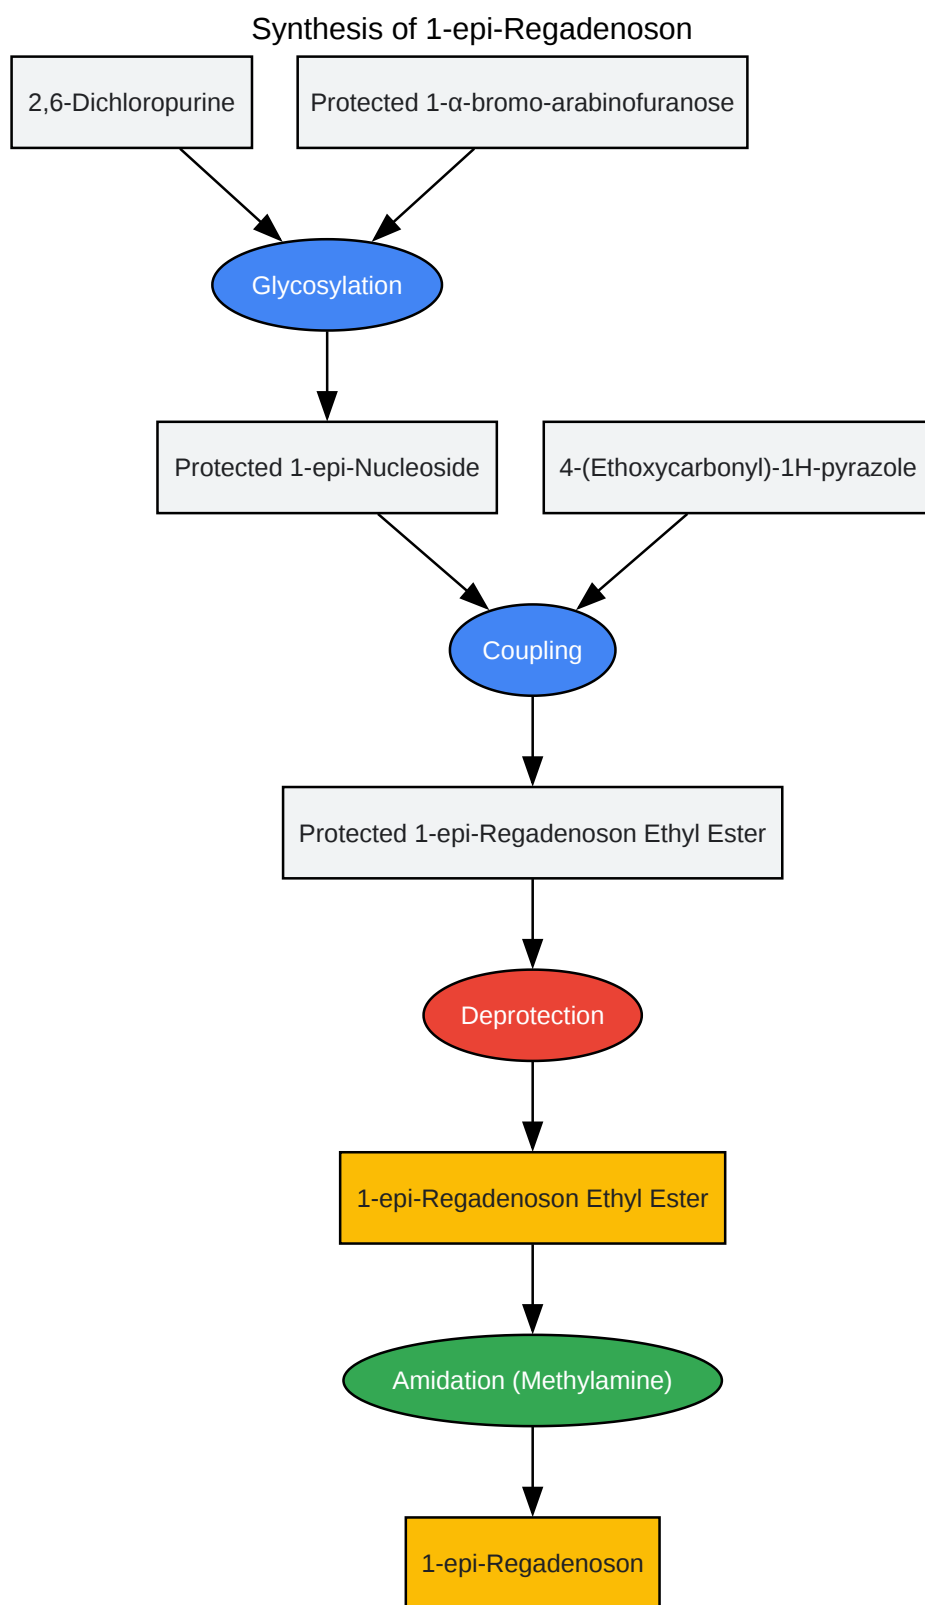 Synthesis of 1-epi-Regadenoson
2,6-Dichloropurine
Protected 1-α-bromo-arabinofuranose
Glycosylation
Protected 1-epi-Nucleoside
4-(Ethoxycarbonyl)-1H-pyrazole
Coupling
Protected 1-epi-Regadenoson Ethyl Ester
Deprotection
1-epi-Regadenoson Ethyl Ester
Amidation (Methylamine)
1-epi-Regadenoson